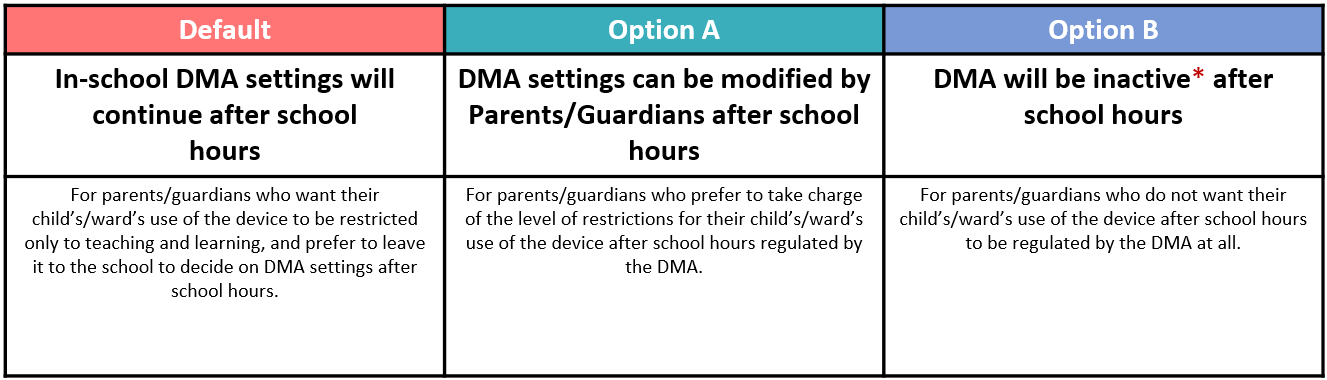 Default
Option A
Option B
In-school DMA settings will
continue after school
hours
DMA settings can be modified by
Parents/Guardians after school
hours
DMA will be inactive* after
school hours
For parents/guardians who want their
child’s/ward’s use of the device to be restricted
only to teaching and learning, and prefer to leave
it to the school to decide on DMA settings after
school hours.
For parents/guardians who prefer to take charge
of the level of restrictions for their child’s/ward’s
use of the device after school hours regulated by
the DMA.
For parents/guardians who do not want their
child’s/ward’s use of the device after school hours
to be regulated by the DMA at all.